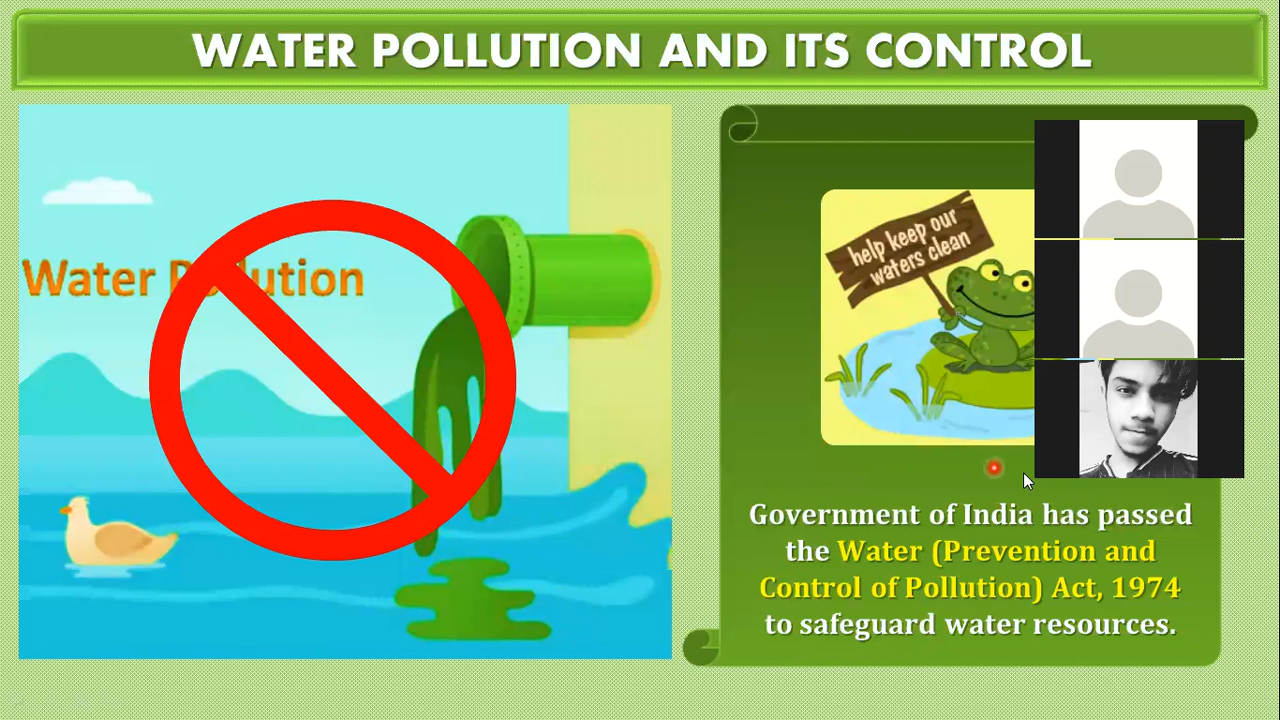 WATER POLLUTION AND ITS CONTROL
Water Pollution
help keep our
waters clean
Government of India has passed
the Water (Prevention and
Control of Pollution) Act, 1974
to safeguard water resources.